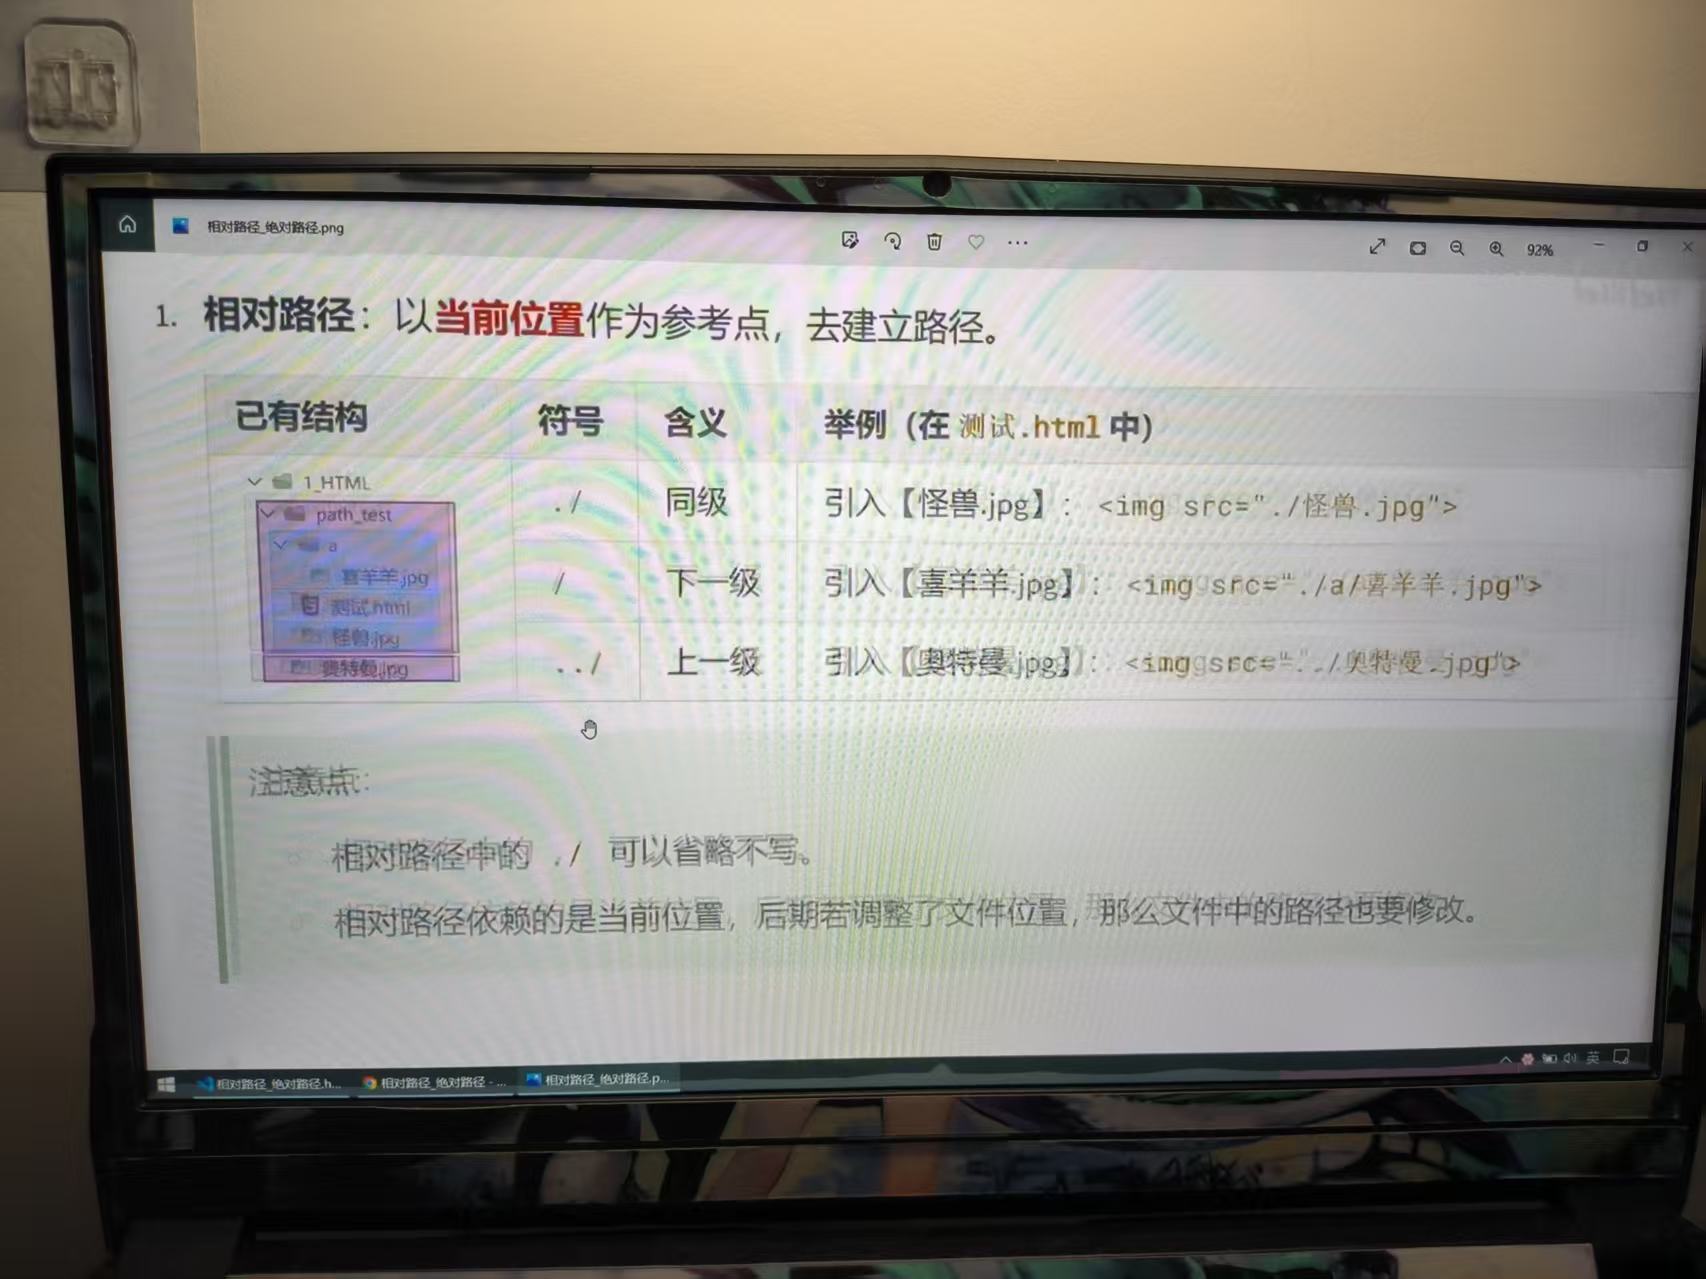 相对路径_绝对路径.png
92%
1. 相对路径：以当前位置作为参考点，去建立路径。
已有结构 符号 含义 举例（在 测试.html 中）
1_HTML
path_test
a
喜羊羊.jpg
测试.html
怪兽.jpg
奥特曼.jpg
./ 同级 引入【怪兽.jpg】：<img src="./怪兽.jpg">
/ 下一级 引入【喜羊羊.jpg】：<img src="./a/喜羊羊.jpg">
../ 上一级 引入【奥特曼.jpg】：<img src="../奥特曼.jpg">
注意点：
相对路径中的 ./ 可以省略不写。
相对路径依赖的是当前位置，后期若调整了文件位置，那么文件中的路径也要修改。
相对路径_绝对路径.h... 相对路径_绝对路径 - ... 相对路径_绝对路径.p... 英